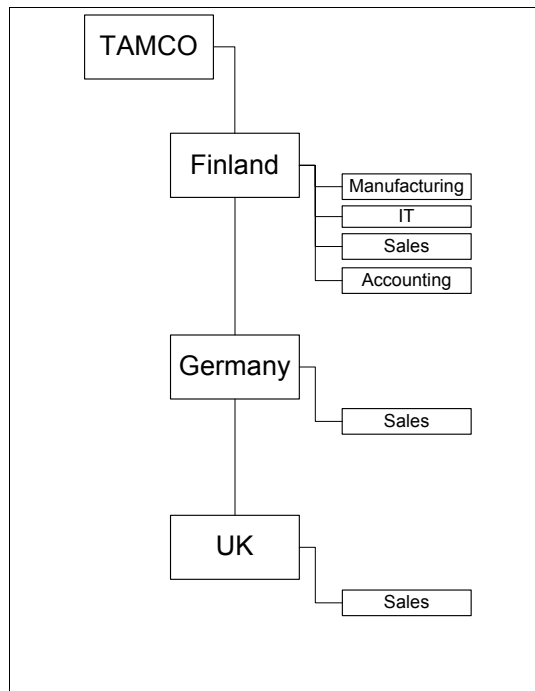 TAMCO
Finland
Manufacturing
IT
Sales
Accounting
Germany
Sales
UK
Sales